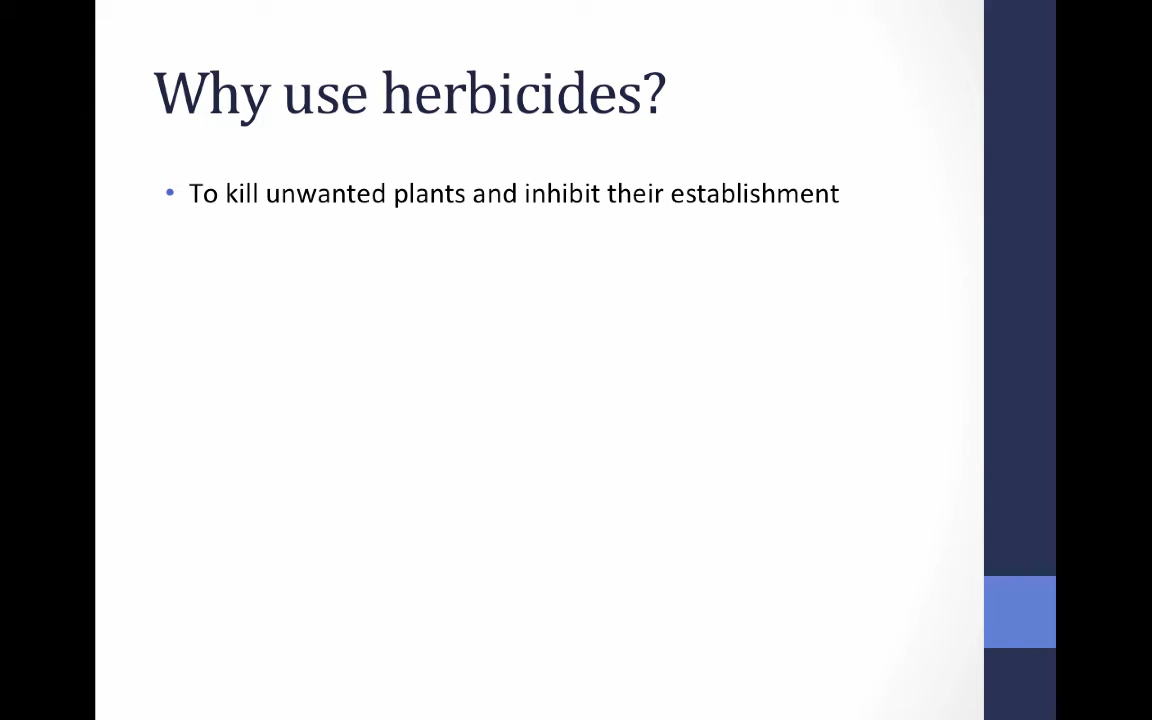 Why use herbicides?
• To kill unwanted plants and inhibit their establishment